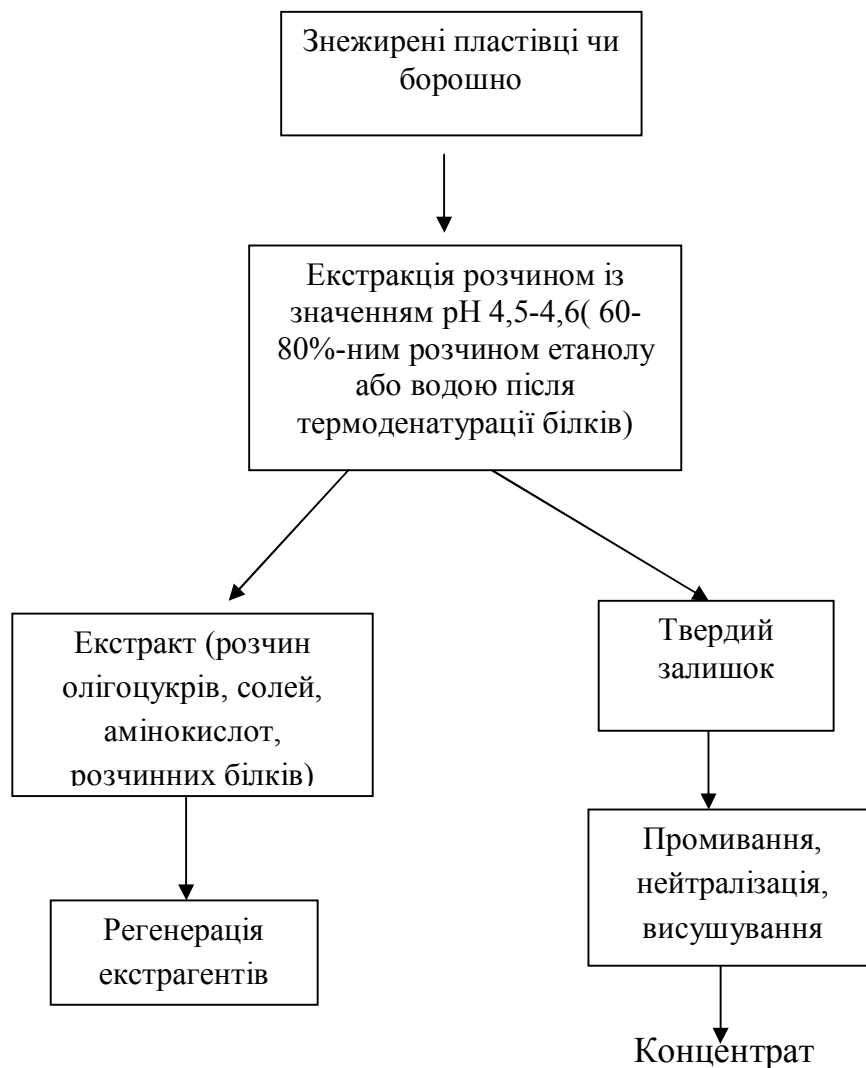 Знежирені пластівці чи
борошно
Екстракція розчином із
значенням рН 4,5-4,6( 60-
80%-ним розчином етанолу
або водою після
термоденатурації білків)
Екстракт (розчин
олігоцукрів, солей,
амінокислот,
розчинних білків)
Твердий
залишок
Промивання,
нейтралізація,
висушування
Регенерація
екстрагентів
Концентрат